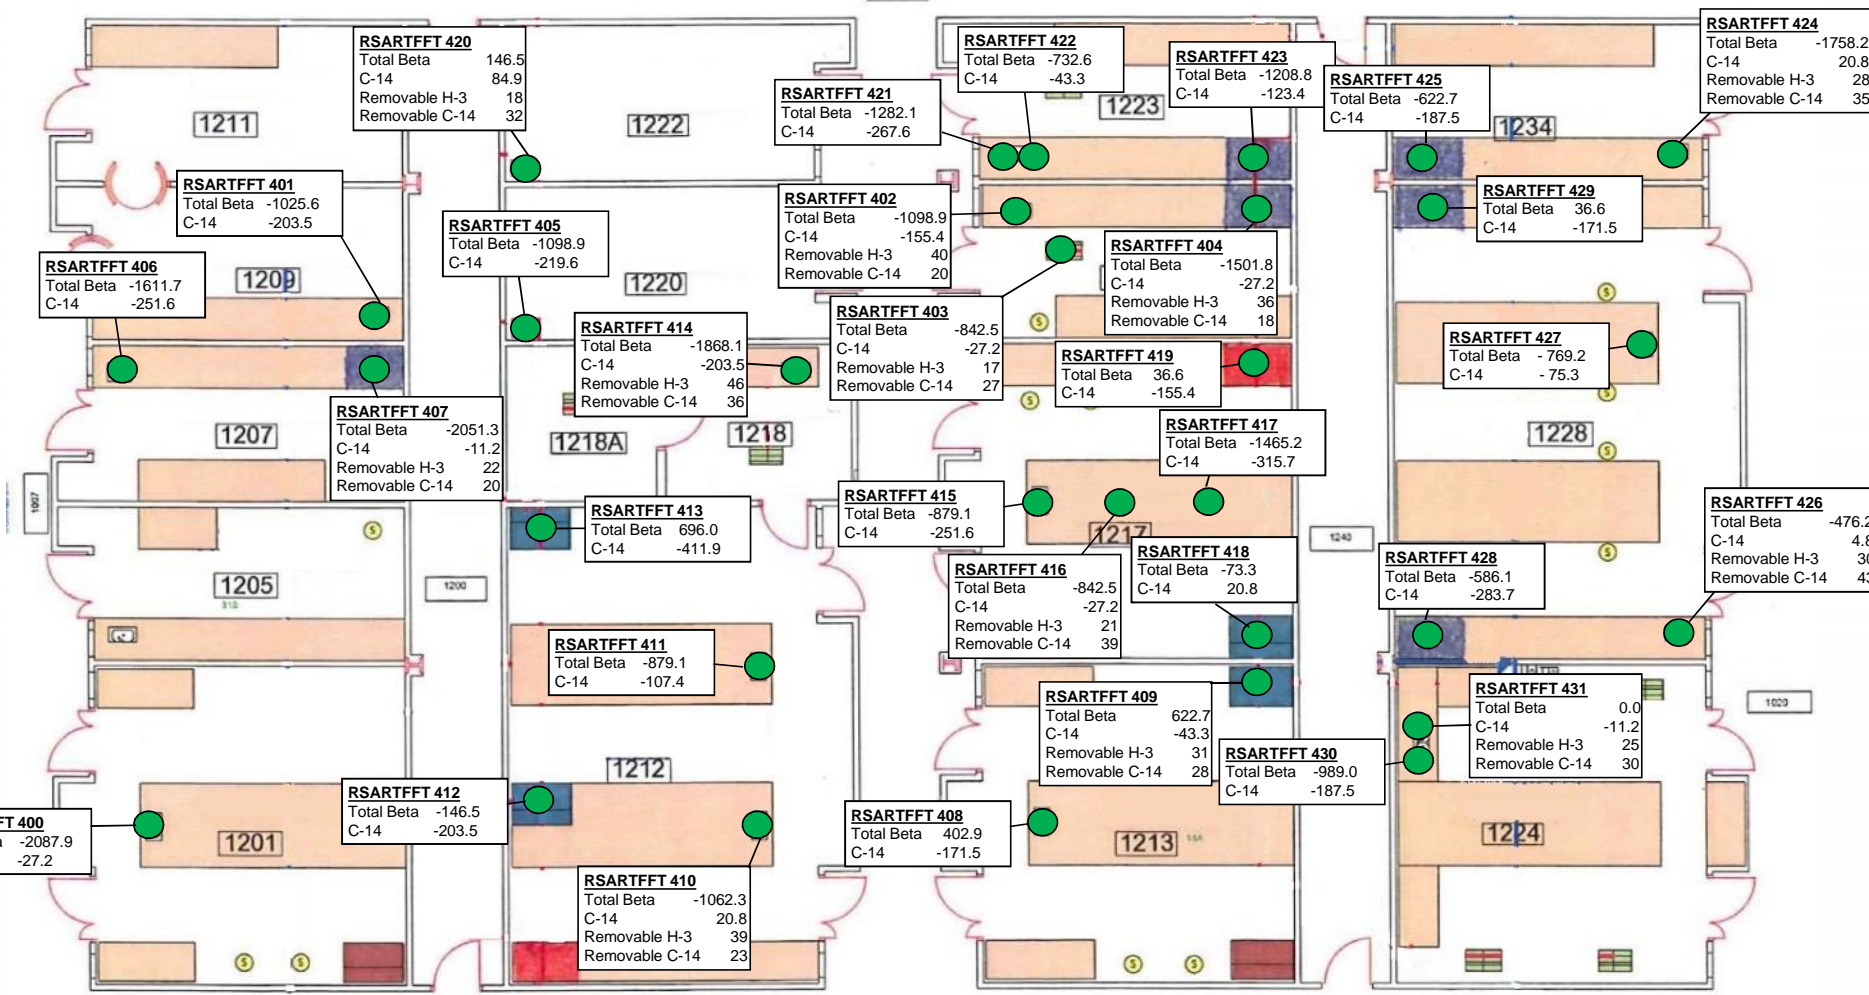 RSARTFFT 420
Total Beta 146.5
C-14 84.9
Removable H-3 18
Removable C-14 32
RSARTFFT 422
Total Beta -732.6
C-14 -43.3
RSARTFFT 423
Total Beta -1208.8
C-14 -123.4
RSARTFFT 424
Total Beta -1758.2
C-14 20.8
Removable H-3 28
Removable C-14 35
RSARTFFT 421
Total Beta -1282.1
C-14 -267.6
RSARTFFT 425
Total Beta -622.7
C-14 -187.5
1211
1222
1223
1234
RSARTFFT 401
Total Beta -1025.6
C-14 -203.5
RSARTFFT 405
Total Beta -1098.9
C-14 -219.6
RSARTFFT 402
Total Beta -1098.9
C-14 -155.4
Removable H-3 40
Removable C-14 20
RSARTFFT 404
Total Beta -1501.8
C-14 -27.2
Removable H-3 36
Removable C-14 18
RSARTFFT 429
Total Beta 36.6
C-14 -171.5
RSARTFFT 406
Total Beta -1611.7
C-14 -251.6
1209
1220
RSARTFFT 403
Total Beta -842.5
C-14 -27.2
Removable H-3 17
Removable C-14 27
S
S
RSARTFFT 414
Total Beta -1868.1
C-14 -203.5
Removable H-3 46
Removable C-14 36
RSARTFFT 419
Total Beta 36.6
C-14 -155.4
RSARTFFT 427
Total Beta - 769.2
C-14 - 75.3
S
S
RSARTFFT 407
Total Beta -2051.3
C-14 -11.2
Removable H-3 22
Removable C-14 20
1207
1218A
1218
RSARTFFT 417
Total Beta -1465.2
C-14 -315.7
1228
S
1007
RSARTFFT 413
Total Beta 696.0
C-14 -411.9
RSARTFFT 415
Total Beta -879.1
C-14 -251.6
RSARTFFT 426
Total Beta -476.2
C-14 4.8
Removable H-3 30
Removable C-14 43
S
1217
1240
S
1205
1200
RSARTFFT 416
Total Beta -842.5
C-14 -27.2
Removable H-3 21
Removable C-14 39
RSARTFFT 418
Total Beta -73.3
C-14 20.8
RSARTFFT 428
Total Beta -586.1
C-14 -283.7
RSARTFFT 411
Total Beta -879.1
C-14 -107.4
RSARTFFT 409
Total Beta 622.7
C-14 -43.3
Removable H-3 31
Removable C-14 28
RSARTFFT 431
Total Beta 0.0
C-14 -11.2
Removable H-3 25
Removable C-14 30
1020
1212
RSARTFFT 430
Total Beta -989.0
C-14 -187.5
RSARTFFT 412
Total Beta -146.5
C-14 -203.5
FT 400
a -2087.9
-27.2
1201
RSARTFFT 408
Total Beta 402.9
C-14 -171.5
1213
1224
RSARTFFT 410
Total Beta -1062.3
C-14 20.8
Removable H-3 39
Removable C-14 23
S
S
S
S